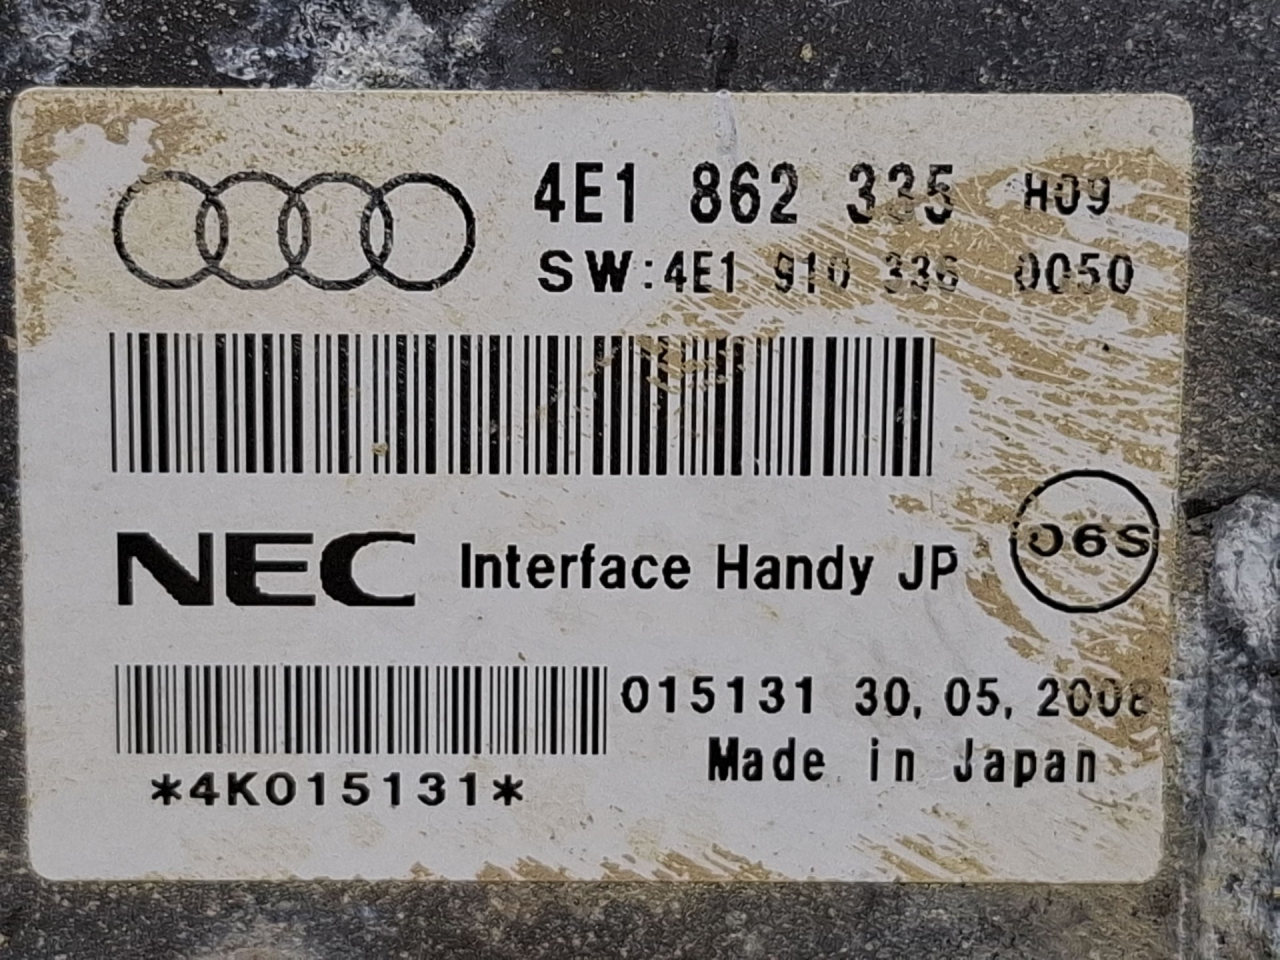 4E1 862 335 H09
SW:4E1 910 336 0050
NEC Interface Handy JP
06S
015131 30.05.2008
Made in Japan
*4K015131*